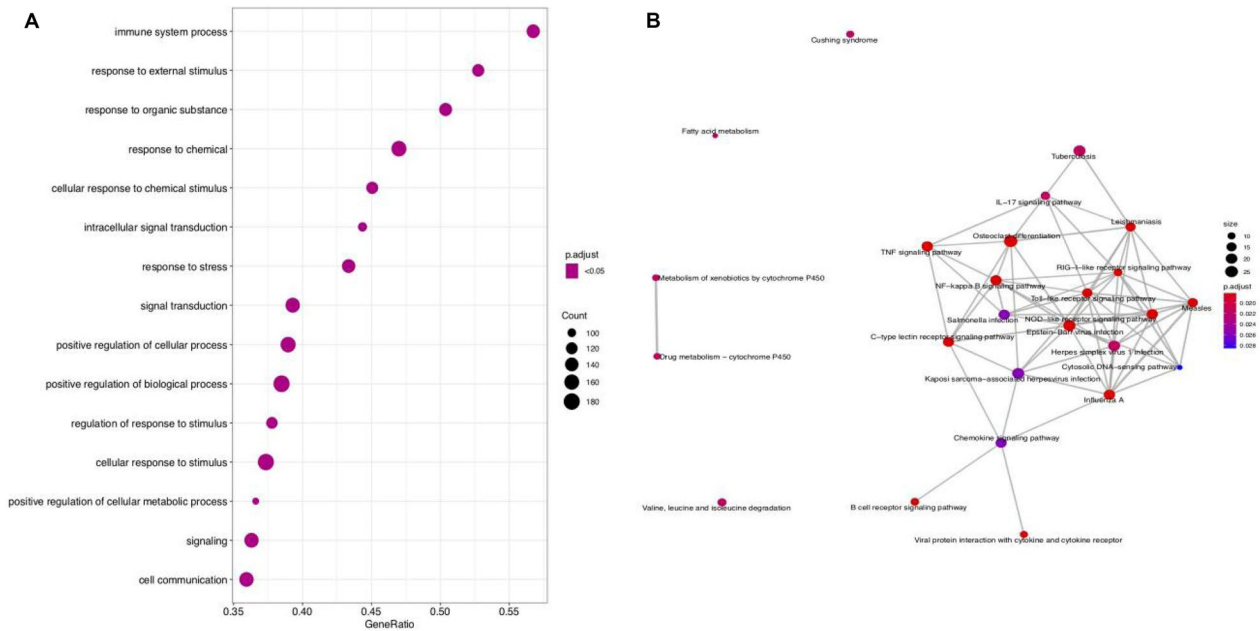 A
immune system process
response to external stimulus
response to organic substance
response to chemical
cellular response to chemical stimulus
intracellular signal transduction
response to stress
signal transduction
positive regulation of cellular process
positive regulation of biological process
regulation of response to stimulus
cellular response to stimulus
positive regulation of cellular metabolic process
signaling
cell communication
0.35 0.40 0.45 0.50 0.55
GeneRatio
p.adjust
<0.05
Count
100
120
140
160
180
B
Cushing syndrome
Fatty acid metabolism
Tuberculosis
IL-17 signaling pathway
Leishmaniasis
Osteoclast differentiation
TNF signaling pathway
RIG-I-like receptor signaling pathway
Metabolism of xenobiotics by cytochrome P450
NF-kappa B signaling pathway
Toll-like receptor signaling pathway
Measles
Salmonella infection
NOD-like receptor signaling pathway
Epstein-Barr virus infection
C-type lectin receptor signaling pathway
Herpes simplex virus 1 infection
Drug metabolism - cytochrome P450
Cytosolic DNA-sensing pathway
Kaposi sarcoma-associated herpesvirus infection
Influenza A
Chemokine signaling pathway
Valine, leucine and isoleucine degradation
B cell receptor signaling pathway
Viral protein interaction with cytokine and cytokine receptor
size
10
15
20
25
p.adjust
0.020
0.022
0.024
0.026
0.028